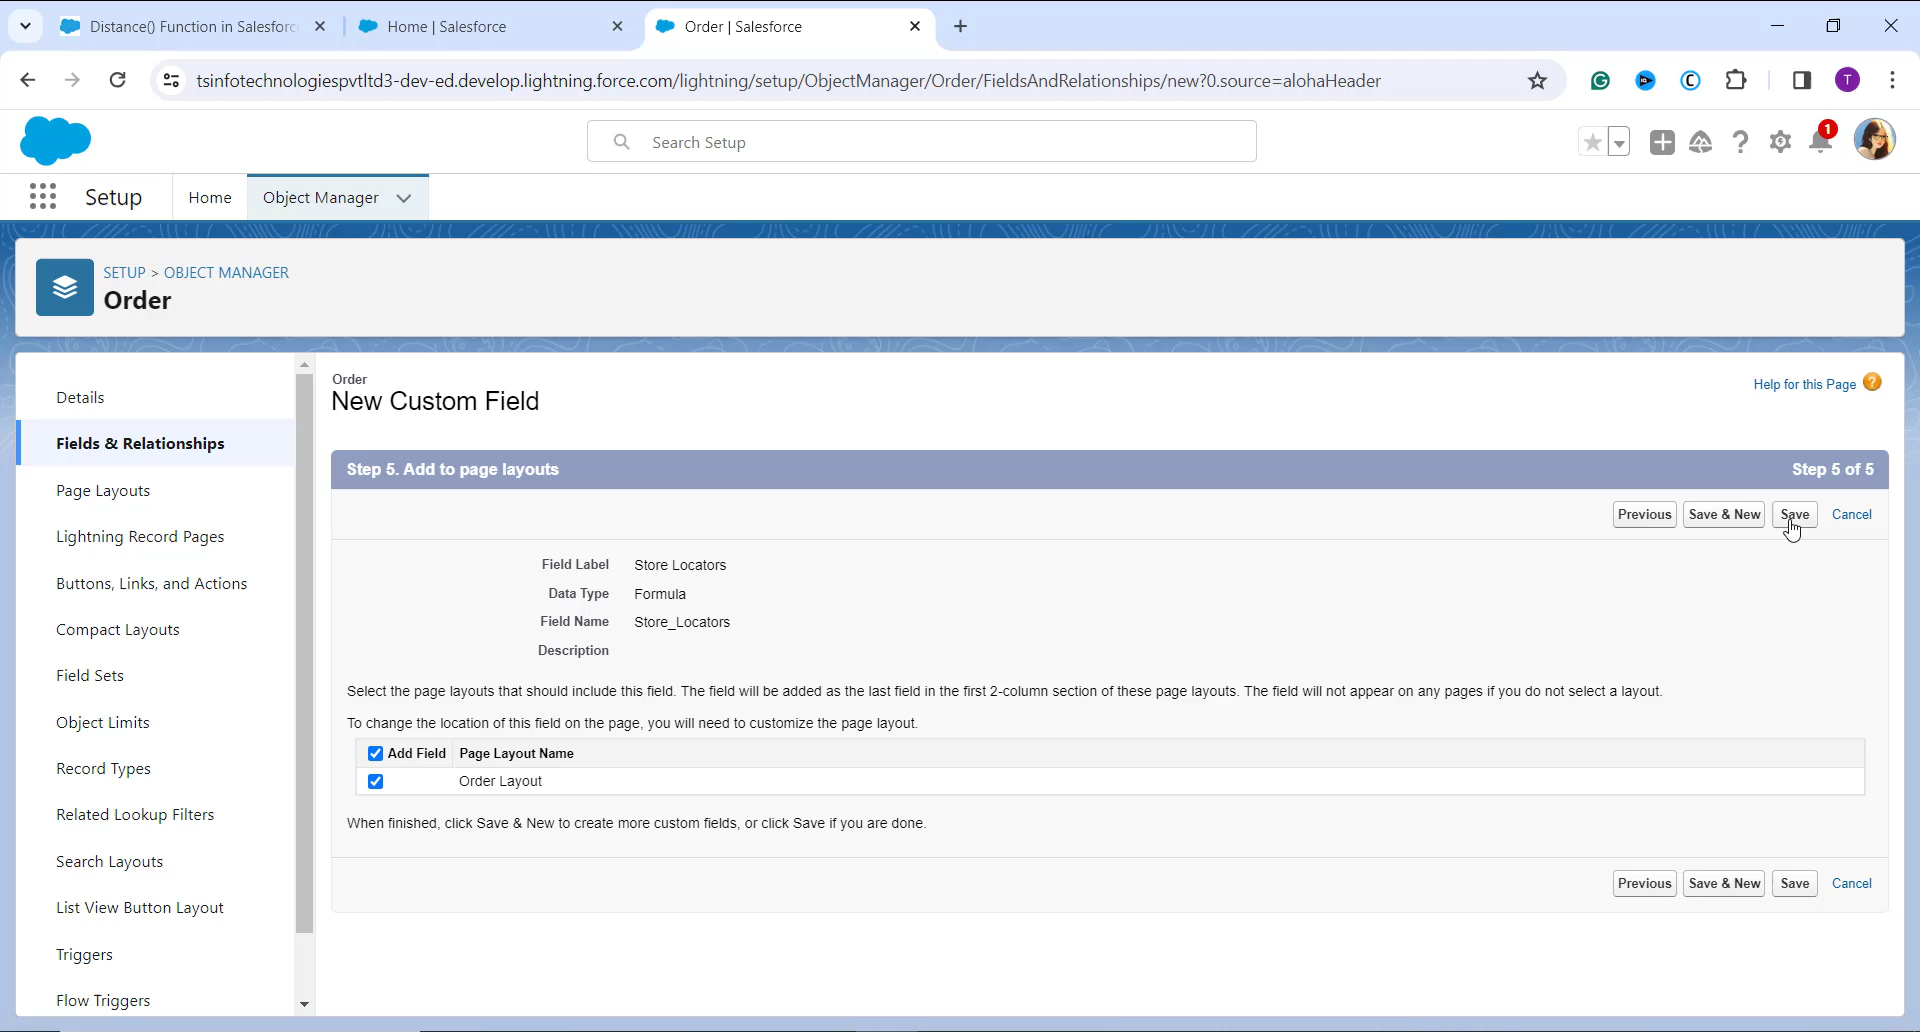 Distance() Function in Salesforc
Home | Salesforce
Order | Salesforce
tsinfotechnologiespvtltd3-dev-ed.develop.lightning.force.com/lightning/setup/ObjectManager/Order/FieldsAndRelationships/new?0.source=alohaHeader
T
Search Setup
1
Setup
Home
Object Manager
SETUP > OBJECT MANAGER
Order
Details
Fields & Relationships
Page Layouts
Lightning Record Pages
Buttons, Links, and Actions
Compact Layouts
Field Sets
Object Limits
Record Types
Related Lookup Filters
Search Layouts
List View Button Layout
Triggers
Flow Triggers
Order
New Custom Field
Help for this Page ?
Step 5. Add to page layouts
Step 5 of 5
Previous Save & New Save Cancel
Field Label Store Locators
Data Type Formula
Field Name Store_Locators
Description
Select the page layouts that should include this field. The field will be added as the last field in the first 2-column section of these page layouts. The field will not appear on any pages if you do not select a layout.
To change the location of this field on the page, you will need to customize the page layout.
Add Field Page Layout Name
Order Layout
When finished, click Save & New to create more custom fields, or click Save if you are done.
Previous Save & New Save Cancel